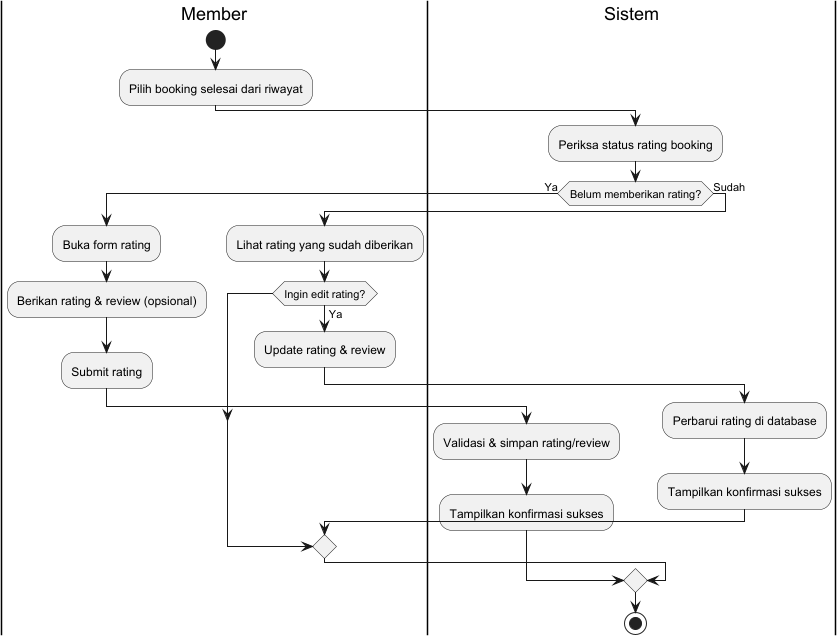 Member
Sistem
Pilih booking selesai dari riwayat
Periksa status rating booking
Ya
Belum memberikan rating?
Sudah
Buka form rating
Lihat rating yang sudah diberikan
Berikan rating & review (opsional)
Ingin edit rating?
Ya
Update rating & review
Submit rating
Perbarui rating di database
Validasi & simpan rating/review
Tampilkan konfirmasi sukses
Tampilkan konfirmasi sukses